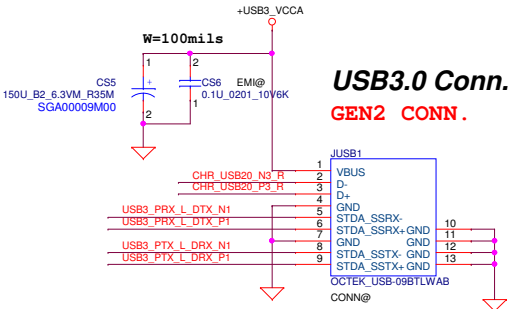 +USB3_VCCA
W=100mils
1
2
CS5
+
CS6
EMI@
150U_B2_6.3VM_R35M
0.1U_0201_10V6K
SGA00009M00
1
2
USB3.0 Conn.
GEN2 CONN.
JUSB1
1
VBUS
CHR_USB20_N3_R
2
D-
CHR_USB20_P3_R
3
D+
4
GND
USB3_PRX_L_DTX_N1
5
STDA_SSRX-
USB3_PRX_L_DTX_P1
6
STDA_SSRX+
GND
10
7
GND
GND
11
USB3_PTX_L_DRX_N1
8
STDA_SSTX-
GND
12
USB3_PTX_L_DRX_P1
9
STDA_SSTX+
GND
13
OCTEK_USB-09BTLWAB
CONN@